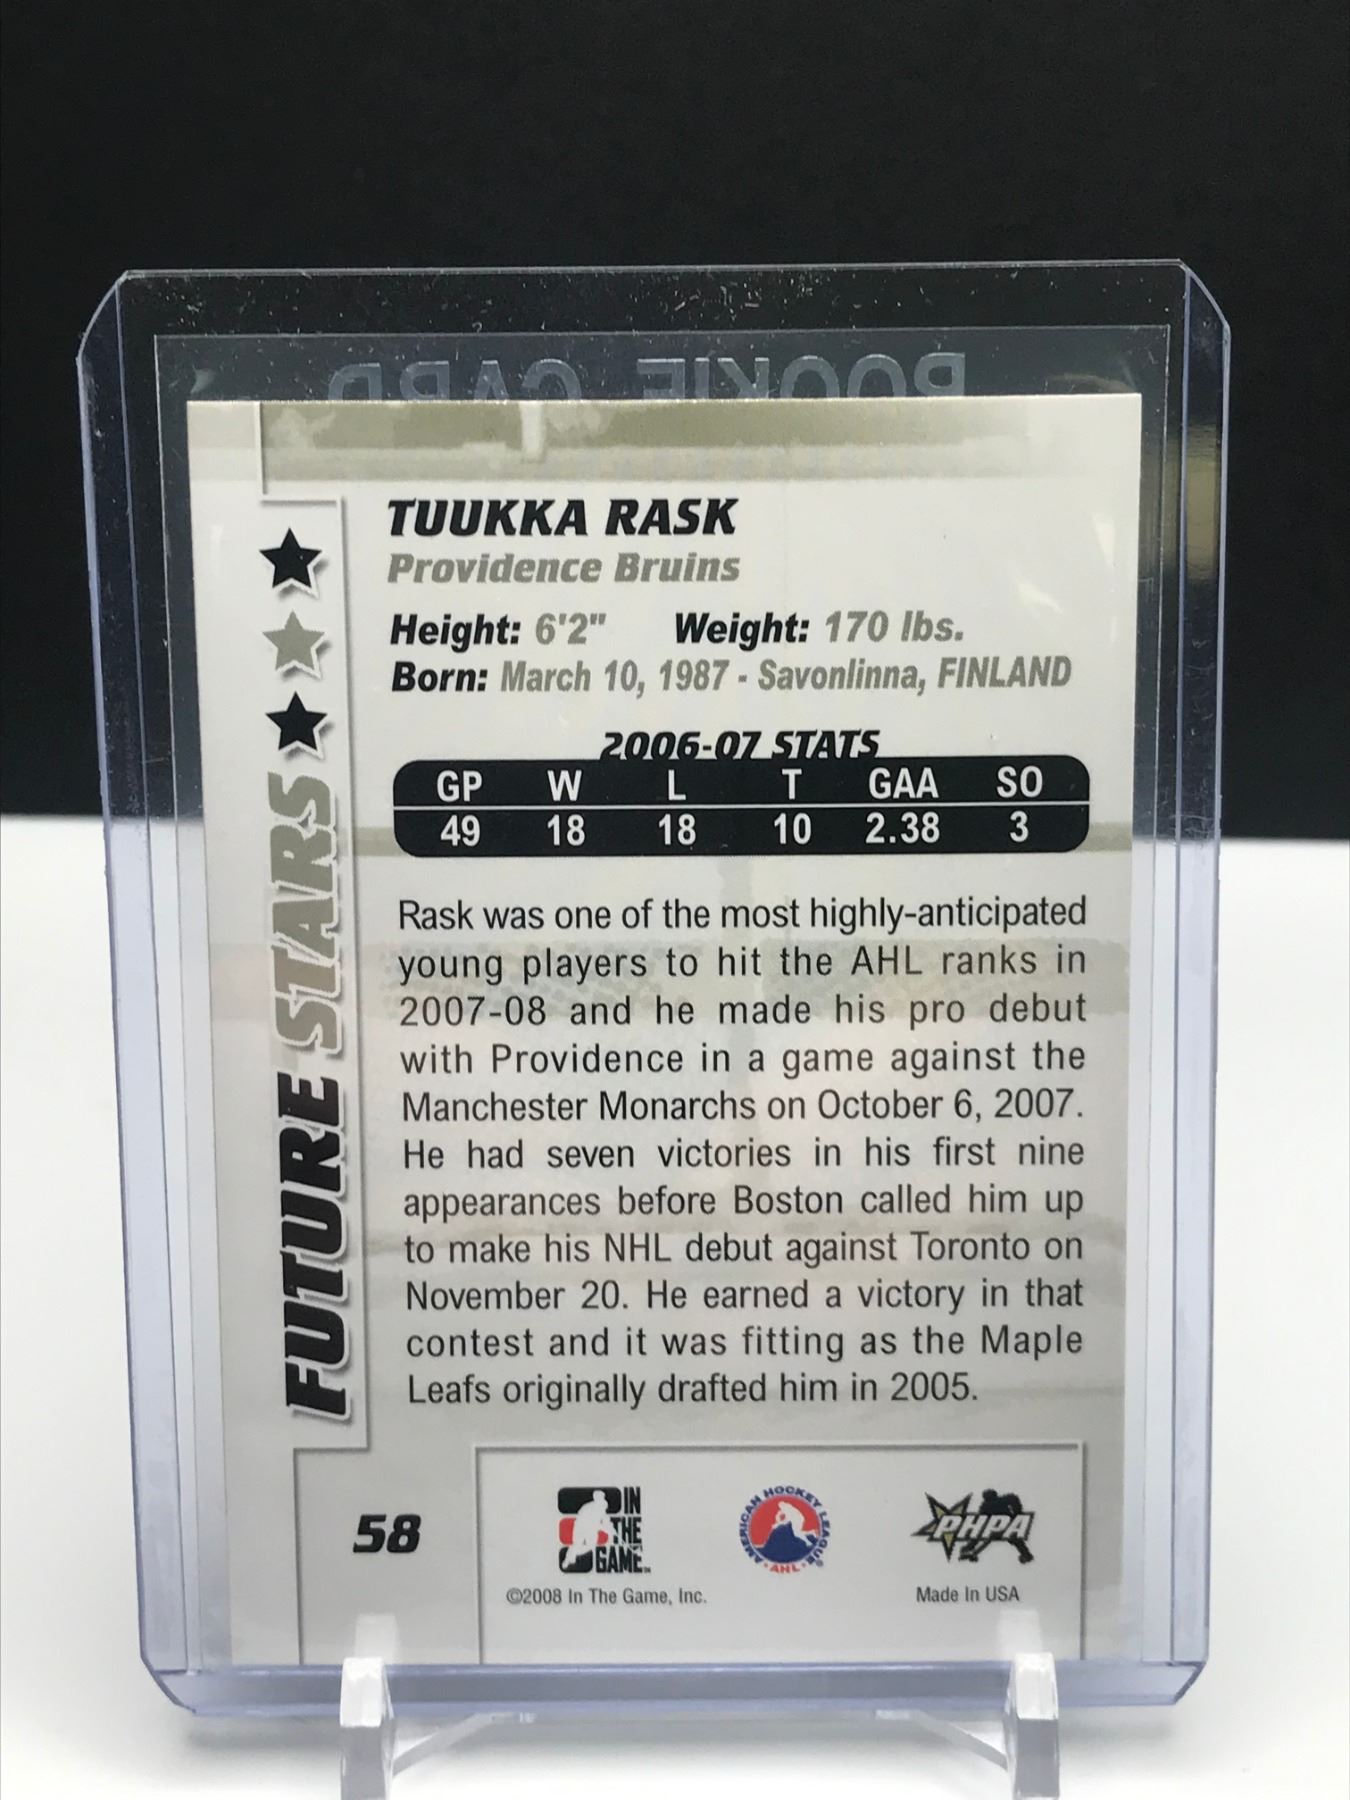 ROOKIE CARD
TUUKKA RASK
Providence Bruins
Height: 6'2" Weight: 170 lbs.
Born: March 10, 1987 - Savonlinna, FINLAND
2006-07 STATS
GP W L T GAA SO
49 18 18 10 2.38 3
Rask was one of the most highly-anticipated
young players to hit the AHL ranks in
2007-08 and he made his pro debut
with Providence in a game against the
Manchester Monarchs on October 6, 2007.
He had seven victories in his first nine
appearances before Boston called him up
to make his NHL debut against Toronto on
November 20. He earned a victory in that
contest and it was fitting as the Maple
Leafs originally drafted him in 2005.
FUTURE STARS
58
IN
THE
GAME™
©2008 In The Game, Inc.
AMERICAN HOCKEY LEAGUE
AHL
PHPA
Made In USA